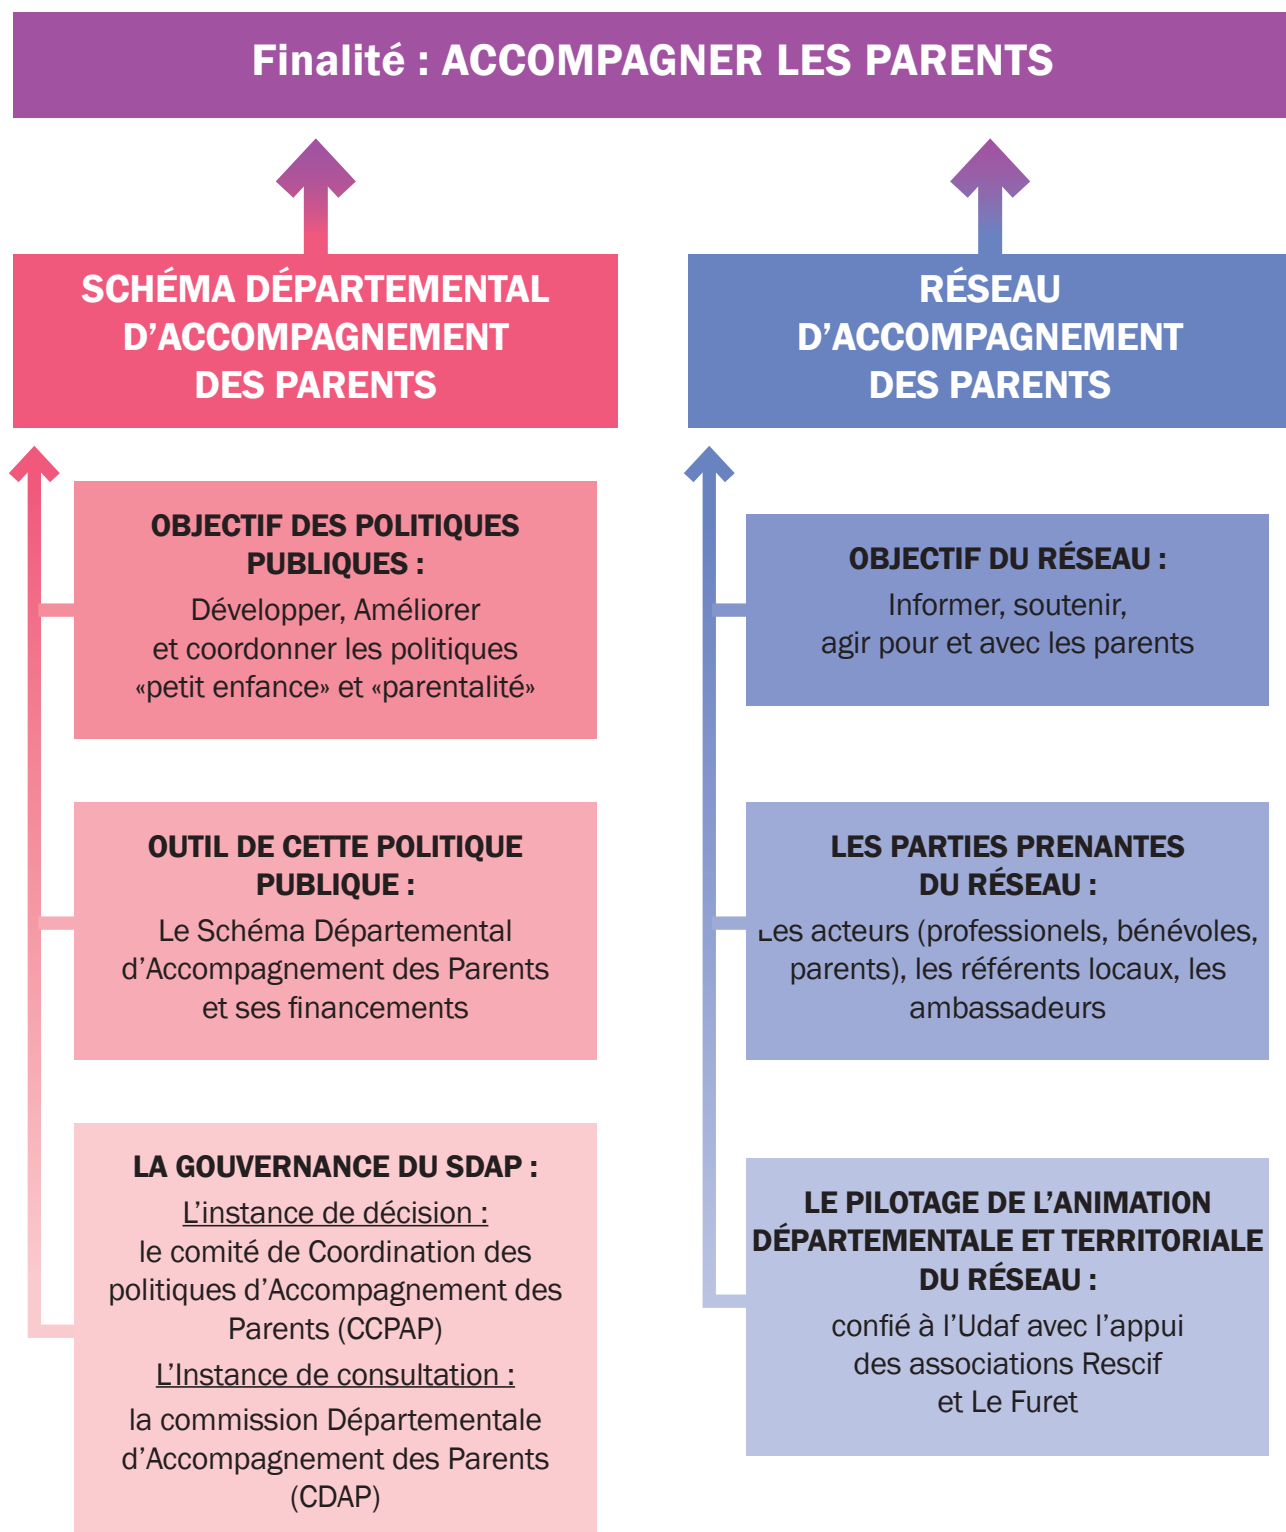 Finalité : ACCOMPAGNER LES PARENTS
SCHÉMA DÉPARTEMENTAL
D’ACCOMPAGNEMENT
DES PARENTS
OBJECTIF DES POLITIQUES
PUBLIQUES :
Développer, Améliorer
et coordonner les politiques
«petit enfance» et «parentalité»
OUTIL DE CETTE POLITIQUE
PUBLIQUE :
Le Schéma Départemental
d’Accompagnement des Parents
et ses financements
LA GOUVERNANCE DU SDAP :
L’instance de décision :
le comité de Coordination des
politiques d’Accompagnement des
Parents (CCPAP)
L’Instance de consultation :
la commission Départementale
d’Accompagnement des Parents
(CDAP)
RÉSEAU
D’ACCOMPAGNEMENT
DES PARENTS
OBJECTIF DU RÉSEAU :
Informer, soutenir,
agir pour et avec les parents
LES PARTIES PRENANTES
DU RÉSEAU :
Les acteurs (professionels, bénévoles,
parents), les référents locaux, les
ambassadeurs
LE PILOTAGE DE L’ANIMATION
DÉPARTEMENTALE ET TERRITORIALE
DU RÉSEAU :
confié à l’Udaf avec l’appui
des associations Rescif
et Le Furet